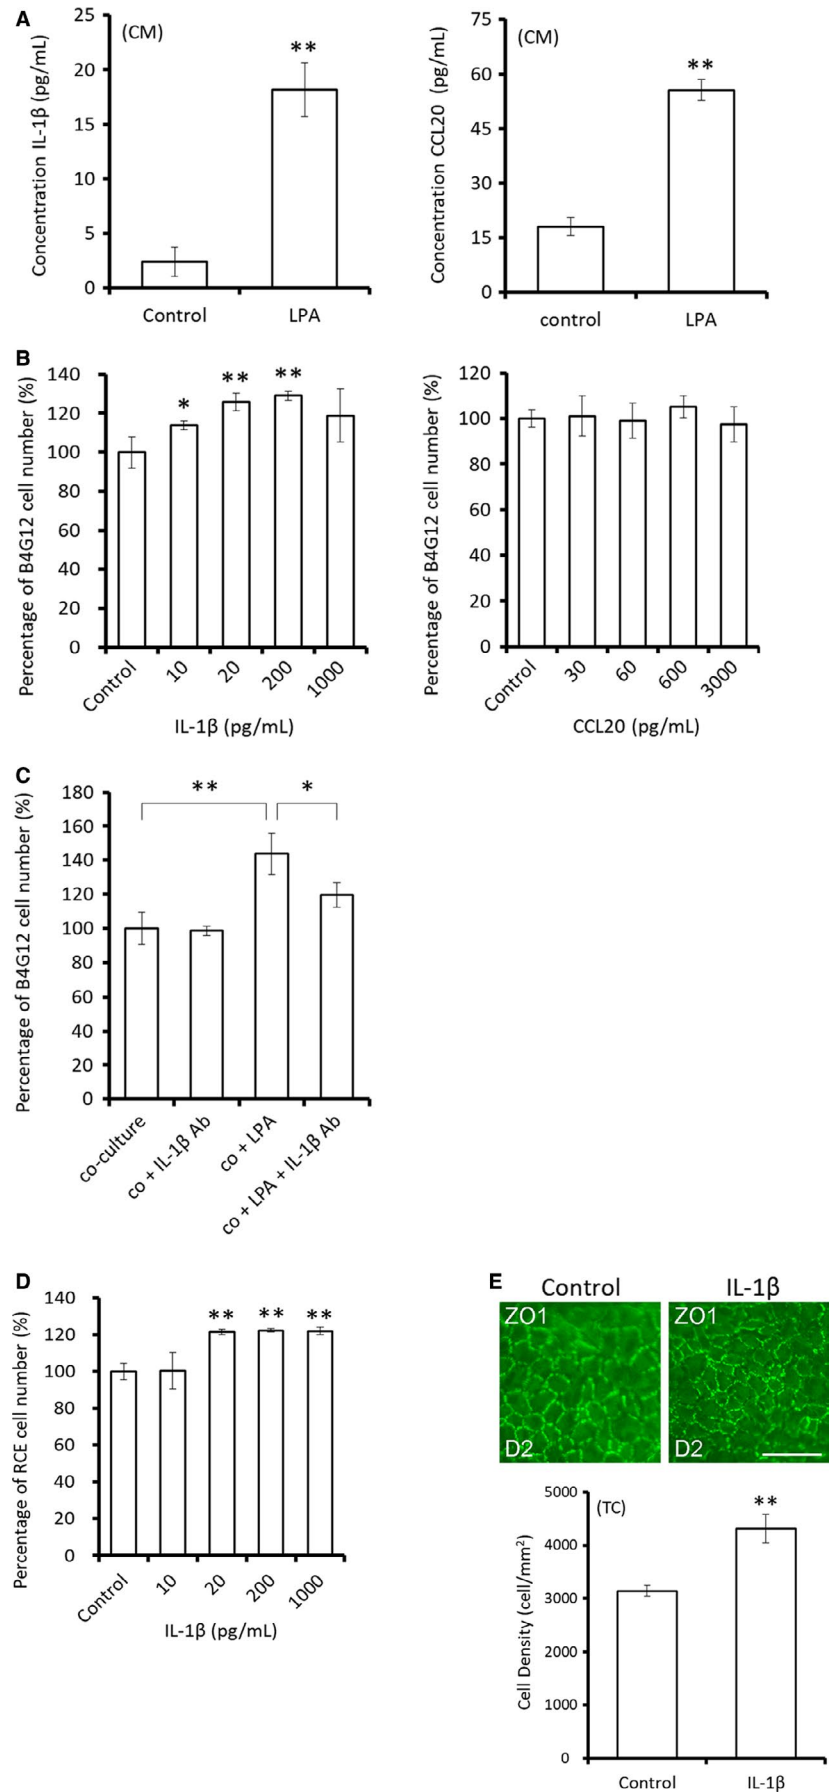 A
Concentration IL-1β (pg/mL)
25
20
15
10
5
0
(CM)
**
Control
LPA
Concentration CCL20 (pg/mL)
75
60
45
30
15
0
(CM)
**
control
LPA
B
Percentage of B4G12 cell number (%)
140
120
100
80
60
40
20
0
*
**
**
Control
10
20
200
1000
IL-1β (pg/mL)
Percentage of B4G12 cell number (%)
120
100
80
60
40
20
0
Control
30
60
600
3000
CCL20 (pg/mL)
C
Percentage of B4G12 cell number (%)
180
160
140
120
100
80
60
40
20
0
**
*
co-culture
co + IL-1β Ab
co + LPA
co + LPA + IL-1β Ab
D
Percentage of RCE cell number (%)
140
120
100
80
60
40
20
0
**
**
**
Control
10
20
200
1000
IL-1β (pg/mL)
E
Control
IL-1β
ZO1
D2
ZO1
D2
Cell Density (cell/mm²)
5000
4000
3000
2000
1000
0
(TC)
**
Control
IL-1β